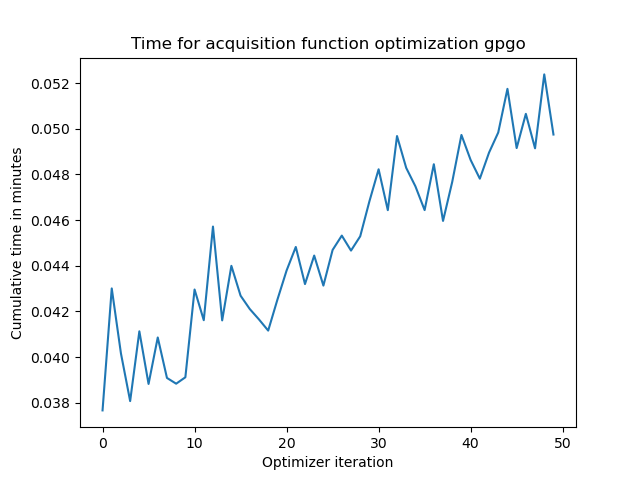 Time for acquisition function optimization gpgo
0.052
0.050
0.048
0.046
0.044
0.042
0.040
0.038
Cumulative time in minutes
0 10 20 30 40 50
Optimizer iteration